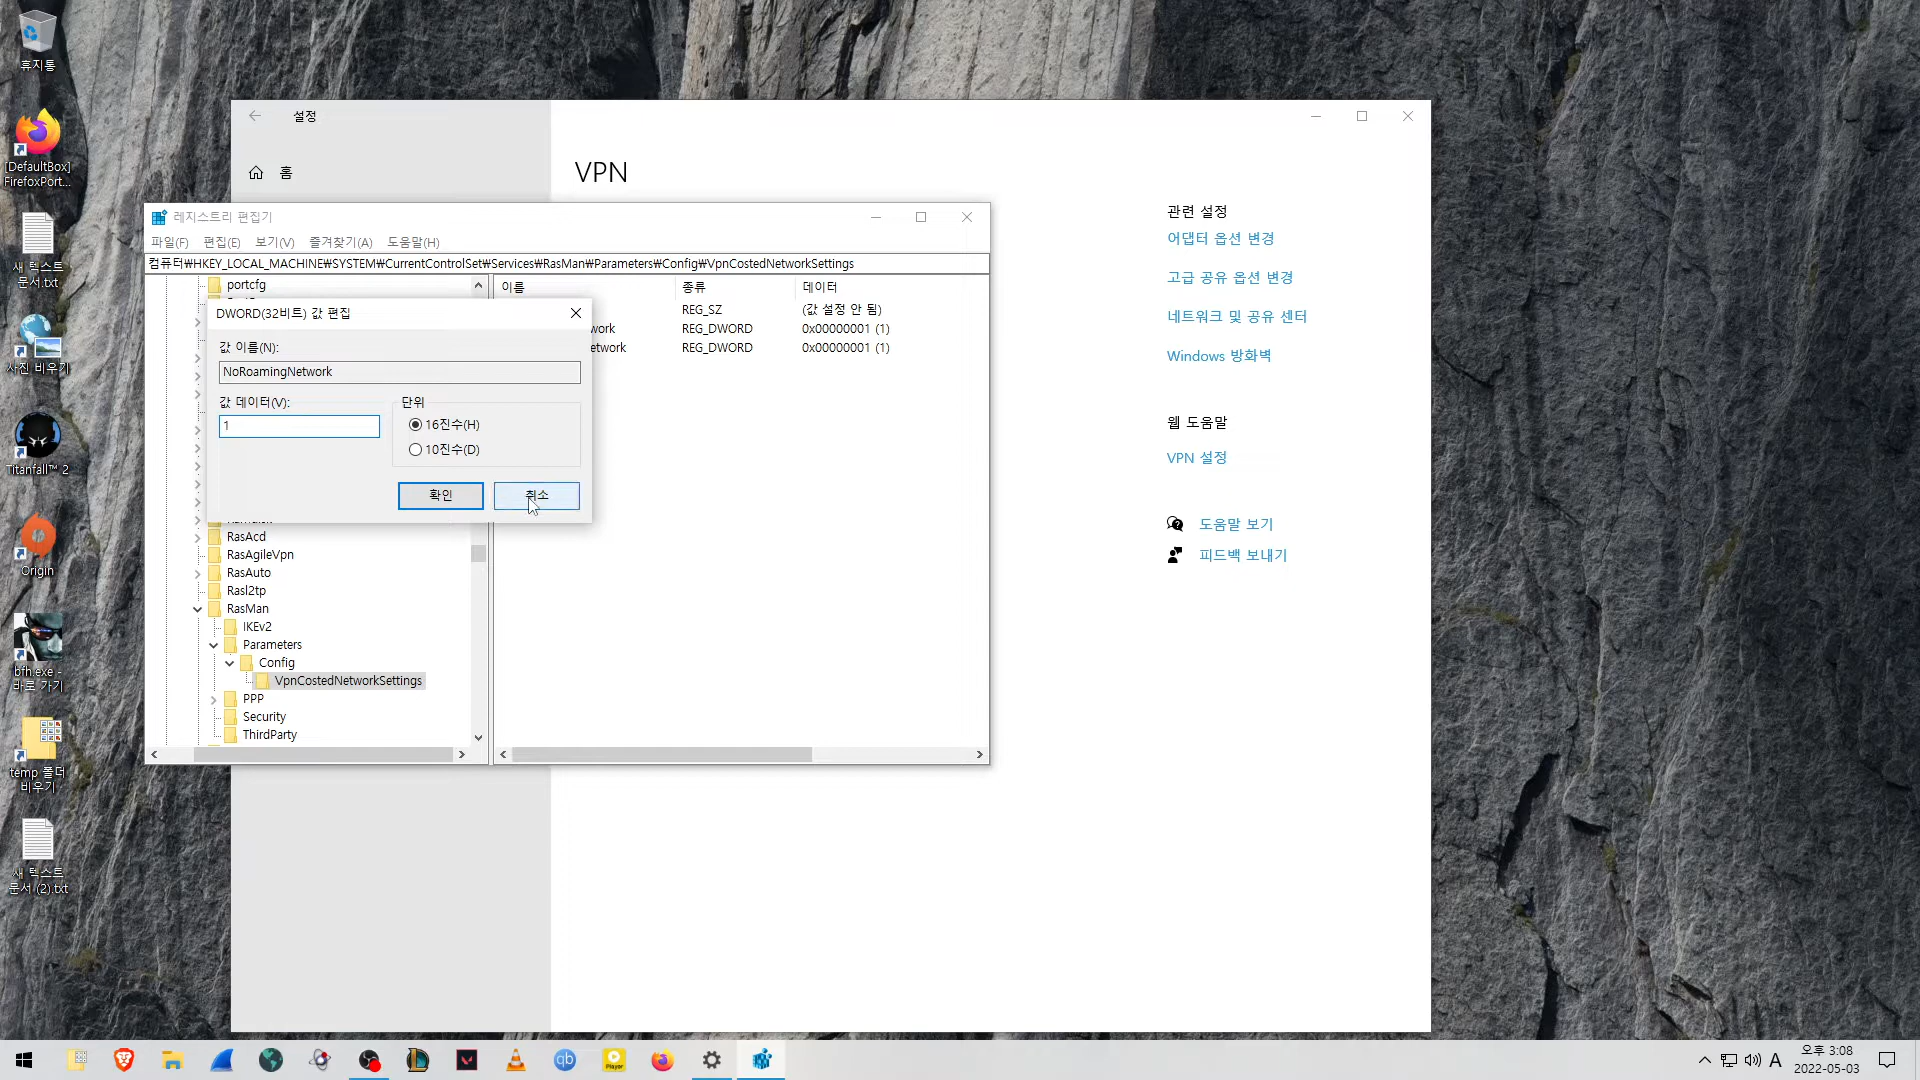 휴지통
[DefaultBox]
FirefoxPort...
새 텍스트
문서.txt
사진 비우기
Titanfall™ 2
Origin
bfh.exe -
바로 가기
temp 폴더
비우기
새 텍스트
문서 (2).txt
설정
홈
VPN
관련 설정
어댑터 옵션 변경
고급 공유 옵션 변경
네트워크 및 공유 센터
Windows 방화벽
웹 도움말
VPN 설정
도움말 보기
피드백 보내기
레지스트리 편집기
파일(F) 편집(E) 보기(V) 즐겨찾기(A) 도움말(H)
컴퓨터₩HKEY_LOCAL_MACHINE₩SYSTEM₩CurrentControlSet₩Services₩RasMan₩Parameters₩Config₩VpnCostedNetworkSettings
portcfg
이름 종류 데이터
REG_SZ (값 설정 안 됨)
work REG_DWORD 0x00000001 (1)
etwork REG_DWORD 0x00000001 (1)
DWORD(32비트) 값 편집
값 이름(N):
NoRoamingNetwork
값 데이터(V):
1
단위
16진수(H)
10진수(D)
확인 취소
RasAcd
RasAgileVpn
RasAuto
Rasl2tp
RasMan
IKEv2
Parameters
Config
VpnCostedNetworkSettings
PPP
Security
ThirdParty
qb
Player
A
오후 3:08
2022-05-03